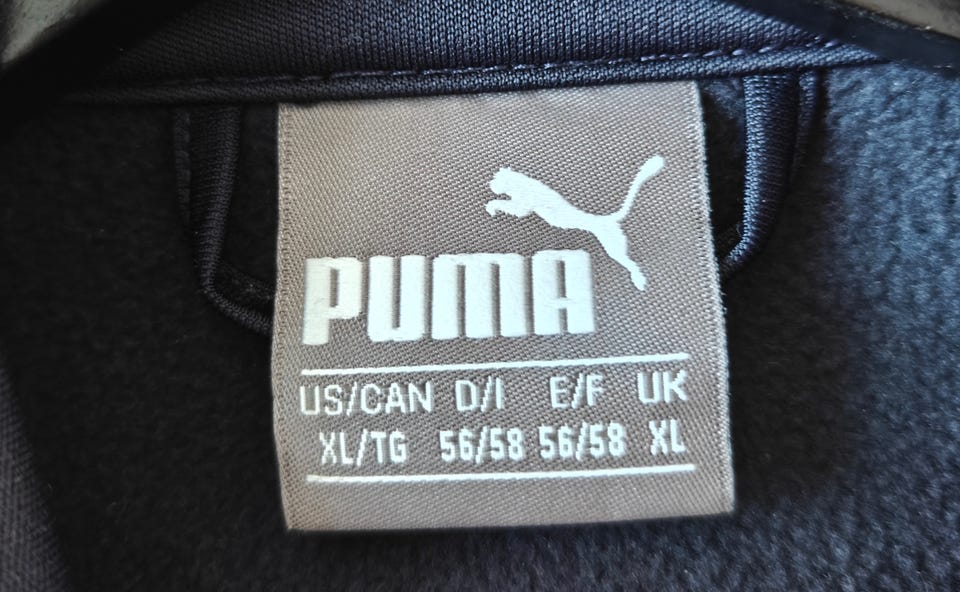 PUMA
US/CAN D/I E/F UK
XL/TG 56/58 56/58 XL